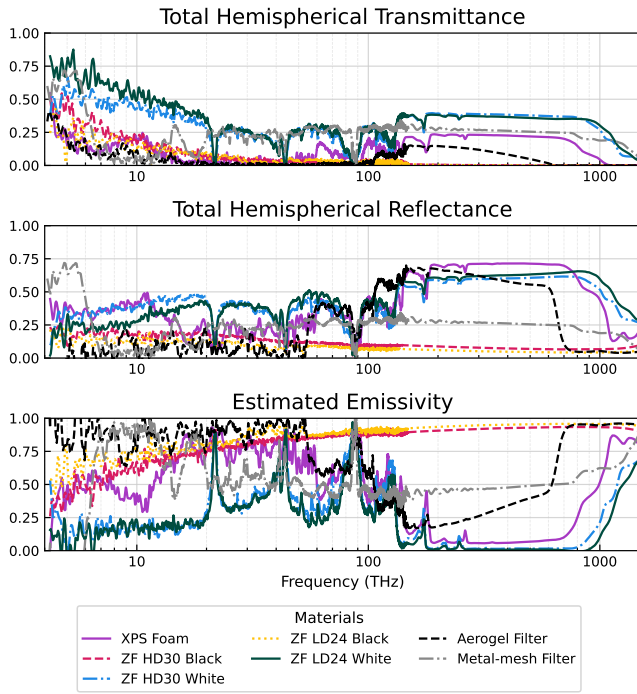 Total Hemispherical Transmittance
1.00
0.75
0.50
0.25
0.00
10
100
1000
Total Hemispherical Reflectance
1.00
0.75
0.50
0.25
0.00
10
100
1000
Estimated Emissivity
1.00
0.75
0.50
0.25
0.00
10
100
1000
Frequency (THz)
Materials
XPS Foam
ZF HD30 Black
ZF HD30 White
ZF LD24 Black
ZF LD24 White
Aerogel Filter
Metal-mesh Filter